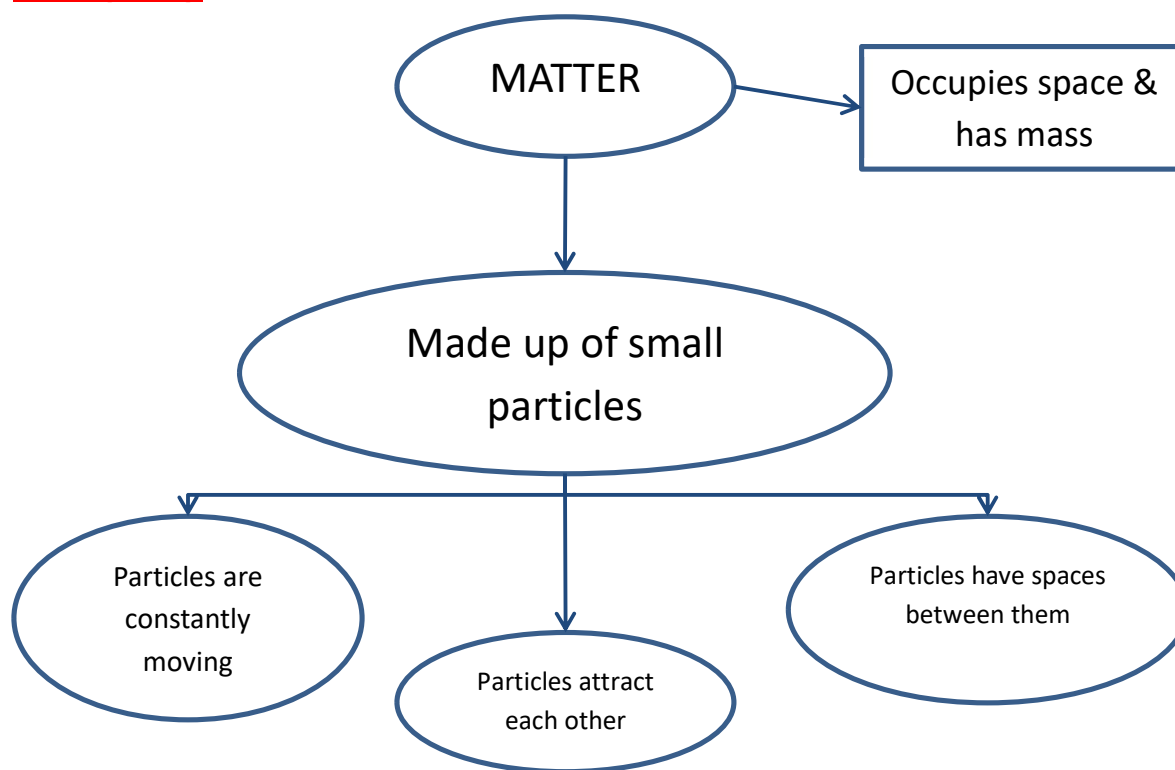 MATTER
Occupies space &
has mass
Made up of small
particles
Particles are
constantly
moving
Particles attract
each other
Particles have spaces
between them